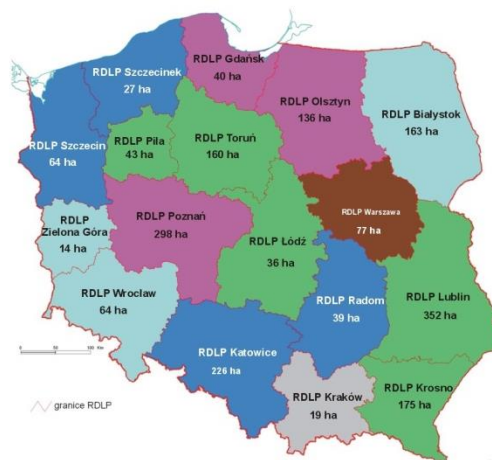 RDLP Gdańsk
40 ha
RDLP Szczecinek
27 ha
RDLP Olsztyn
136 ha
RDLP Białystok
163 ha
RDLP Szczecin
64 ha
RDLP Piła
43 ha
RDLP Toruń
160 ha
RDLP Warszawa
77 ha
RDLP
Zielona Góra
14 ha
RDLP Poznań
298 ha
RDLP Łódź
36 ha
RDLP Wrocław
64 ha
RDLP Radom
39 ha
RDLP Lublin
352 ha
RDLP Katowice
226 ha
RDLP Kraków
19 ha
RDLP Krosno
175 ha
granice RDLP